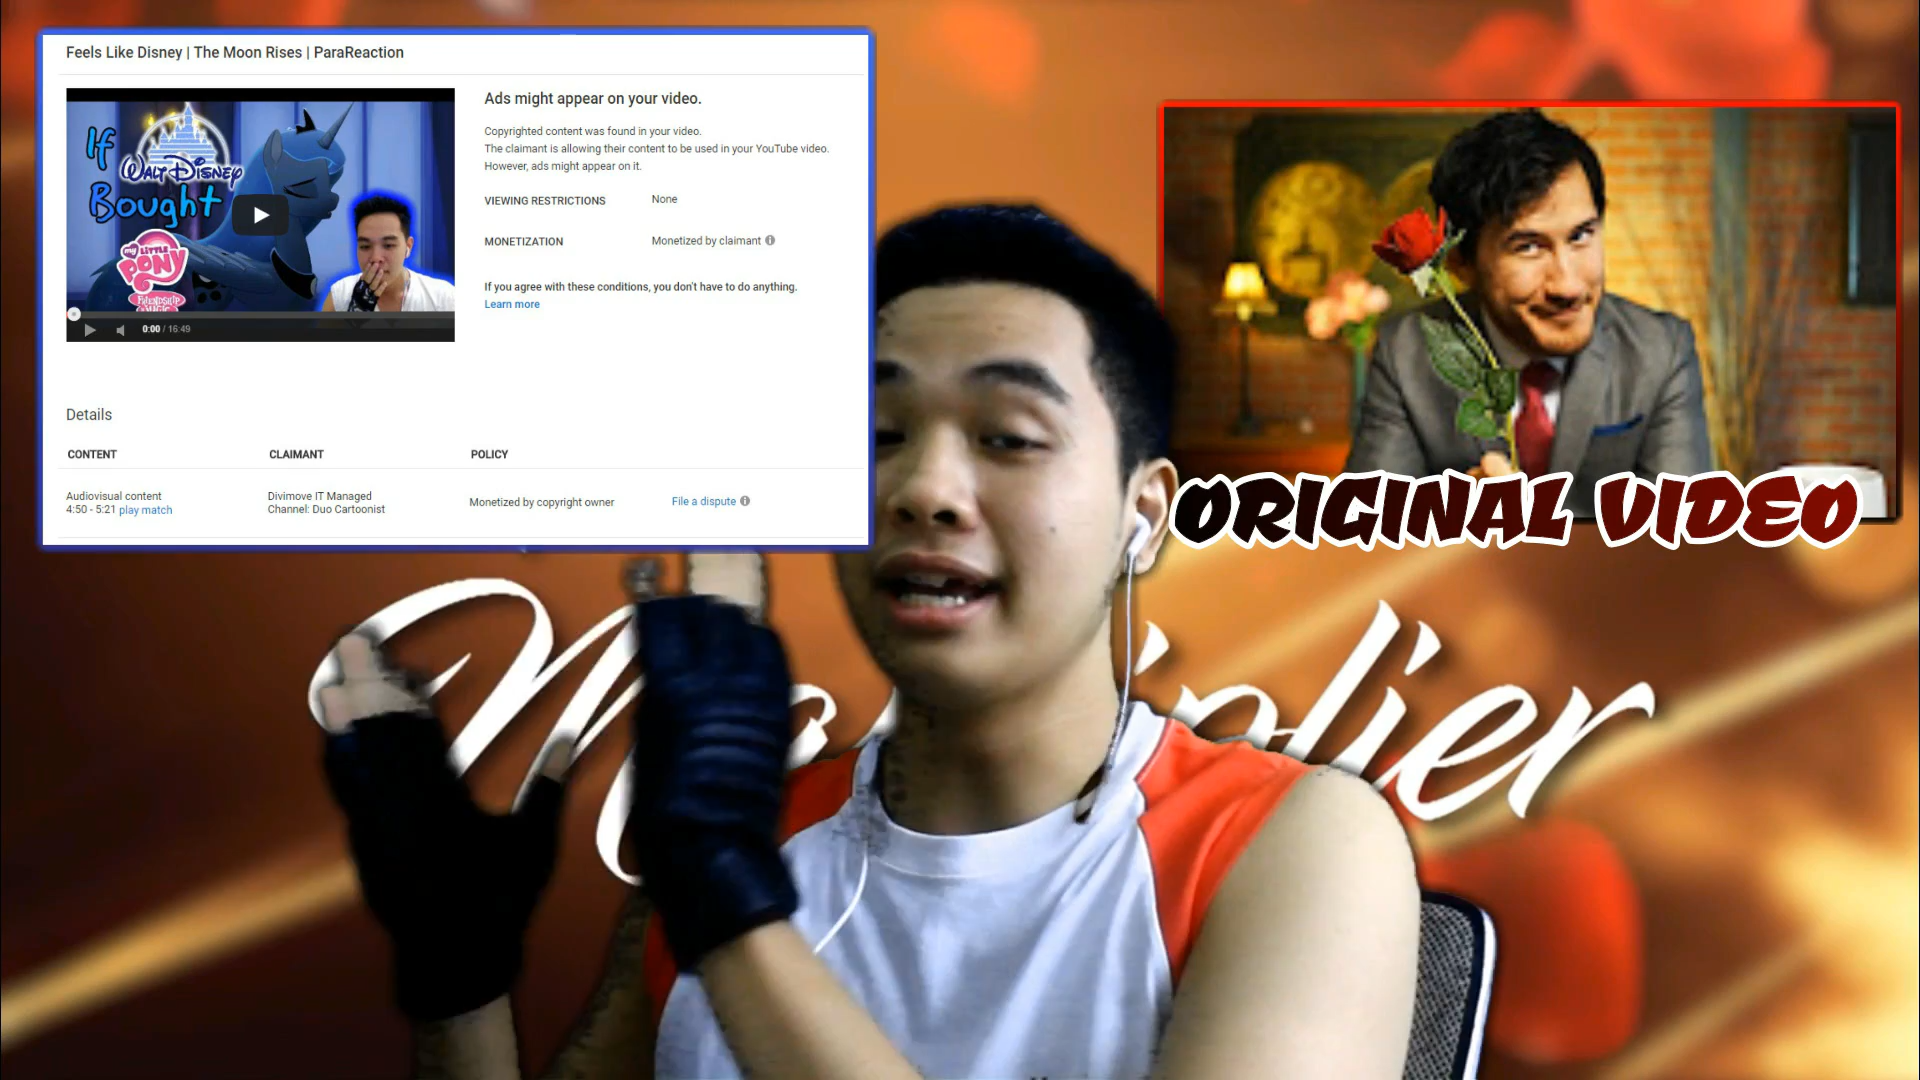 Feels Like Disney | The Moon Rises | ParaReaction
If
WALT DISNEY
Bought
my LiTTLE
PONY
FRiENDSHiP
is MAGiC
0:00 / 16:49
Ads might appear on your video.
Copyrighted content was found in your video.
The claimant is allowing their content to be used in your YouTube video.
However, ads might appear on it.
VIEWING RESTRICTIONS None
MONETIZATION Monetized by claimant
If you agree with these conditions, you don't have to do anything.
Learn more
Details
CONTENT CLAIMANT POLICY
Audiovisual content
4:50 - 5:21 play match
Divimove IT Managed
Channel: Duo Cartoonist
Monetized by copyright owner
File a dispute
ORIGINAL VIDEO